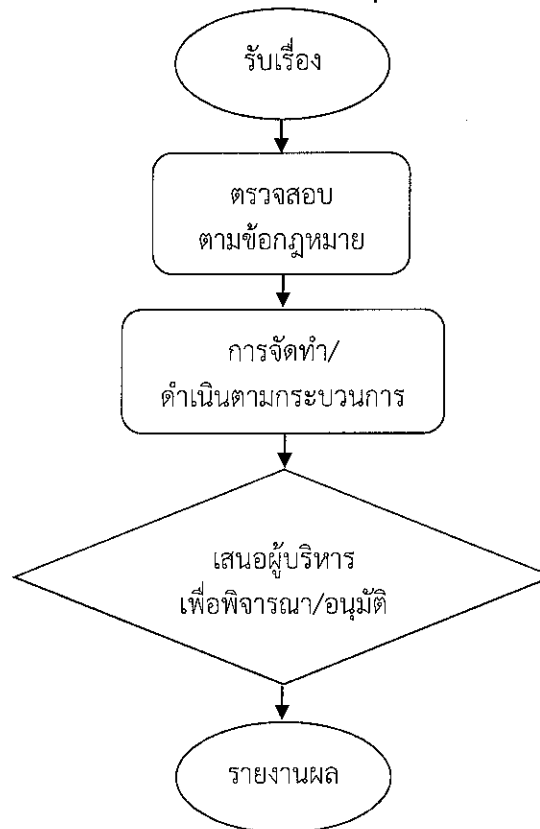 รับเรื่อง
ตรวจสอบ
ตามข้อกฎหมาย
การจัดทำ/
ดำเนินตามกระบวนการ
เสนอผู้บริหาร
เพื่อพิจารณา/อนุมัติ
รายงานผล